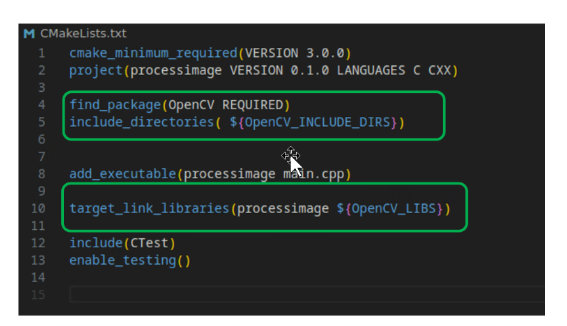 M CMakeLists.txt
1 cmake_minimum_required(VERSION 3.0.0)
2 project(processimage VERSION 0.1.0 LANGUAGES C CXX)
3
4 find_package(OpenCV REQUIRED)
5 include_directories( ${OpenCV_INCLUDE_DIRS})
6
7
8 add_executable(processimage main.cpp)
9
10 target_link_libraries(processimage ${OpenCV_LIBS})
11
12 include(CTest)
13 enable_testing()
14
15